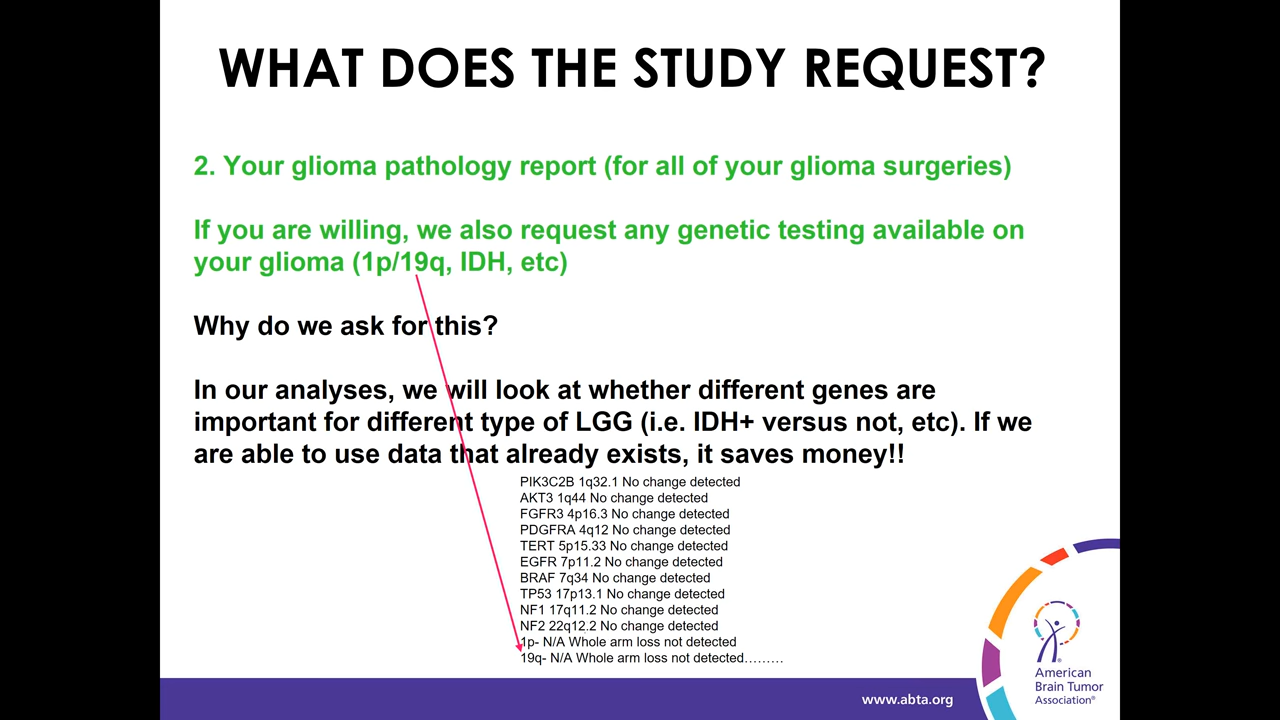 WHAT DOES THE STUDY REQUEST?
2. Your glioma pathology report (for all of your glioma surgeries)
If you are willing, we also request any genetic testing available on
your glioma (1p/19q, IDH, etc)
Why do we ask for this?
In our analyses, we will look at whether different genes are
important for different type of LGG (i.e. IDH+ versus not, etc). If we
are able to use data that already exists, it saves money!!
PIK3C2B 1q32.1 No change detected
AKT3 1q44 No change detected
FGFR3 4p16.3 No change detected
PDGFRA 4q12 No change detected
TERT 5p15.33 No change detected
EGFR 7p11.2 No change detected
BRAF 7q34 No change detected
TP53 17p13.1 No change detected
NF1 17q11.2 No change detected
NF2 22q12.2 No change detected
1p- N/A Whole arm loss not detected
19q- N/A Whole arm loss not detected………
www.abta.org
American
Brain Tumor
Association®